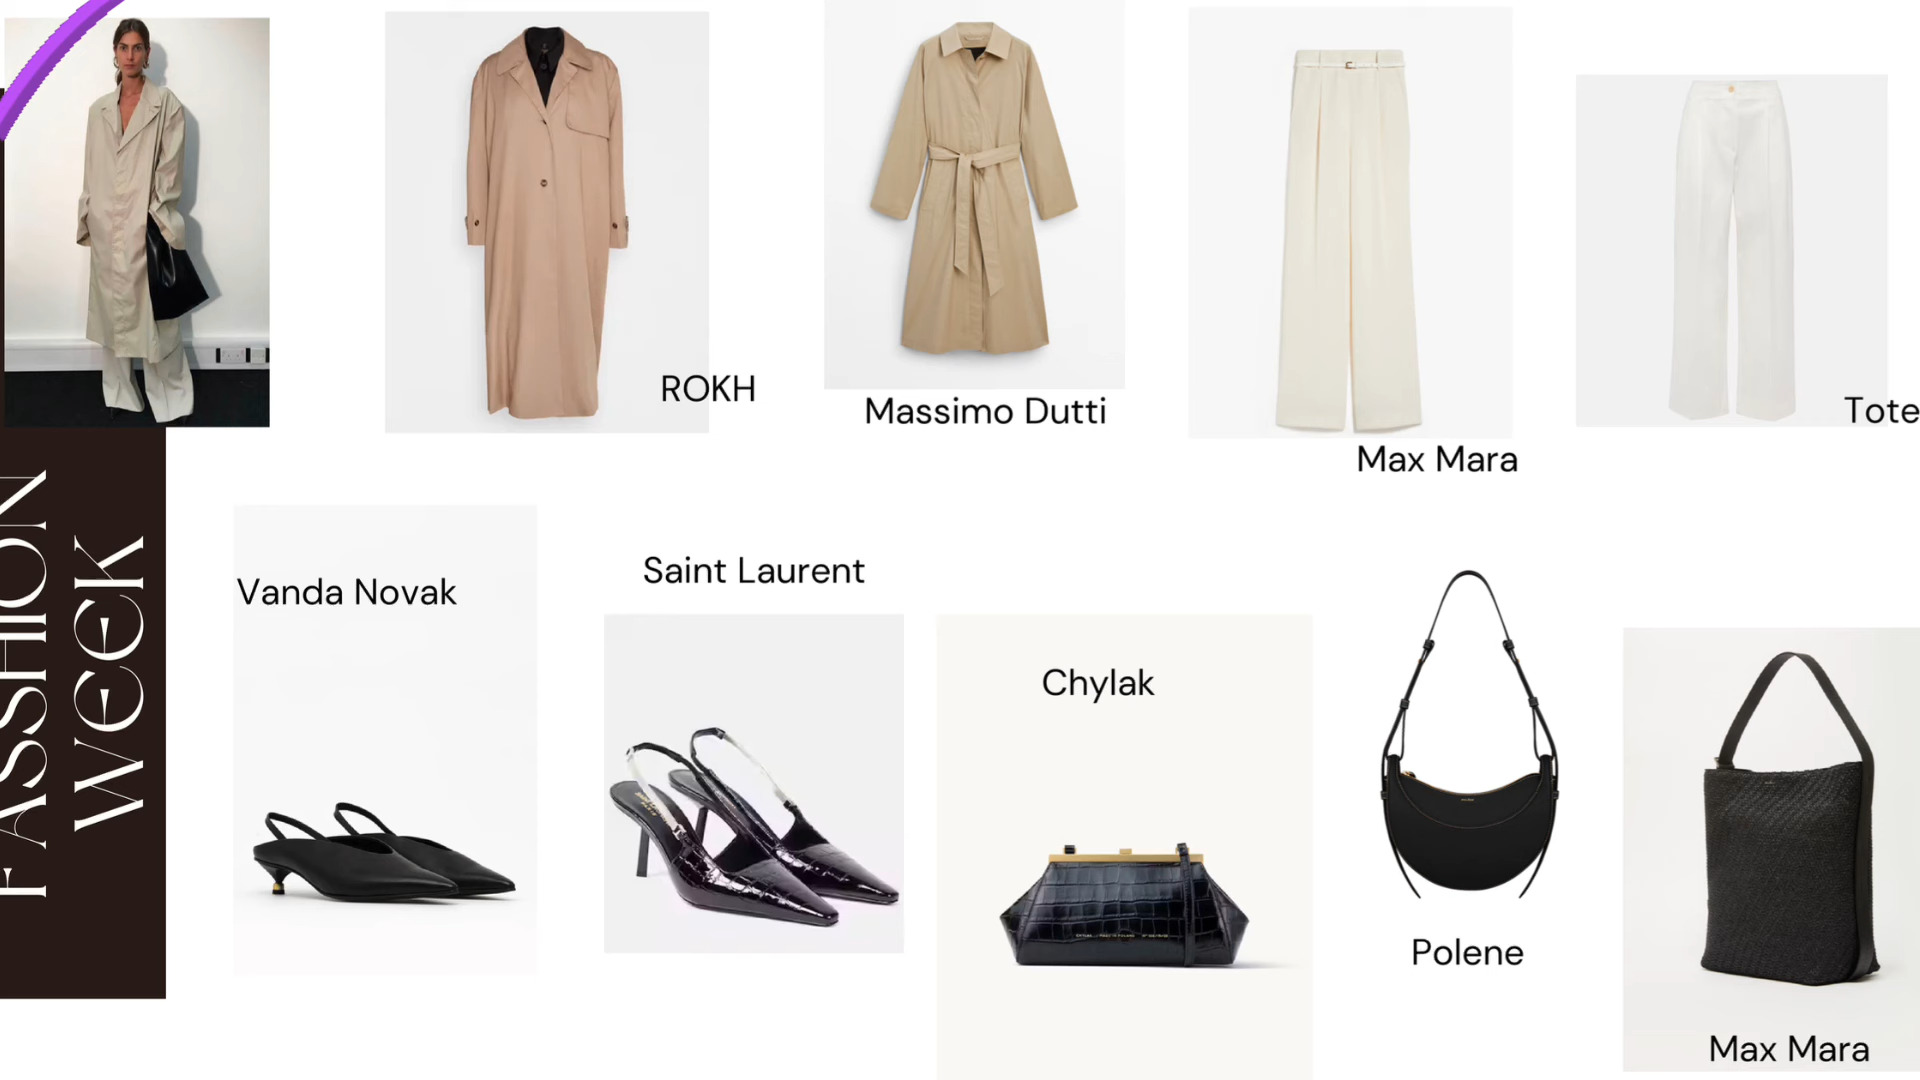 ROKH
Massimo Dutti
Max Mara
Tote
FASHION
WEEK
Vanda Novak
Saint Laurent
Chylak
Polene
Max Mara